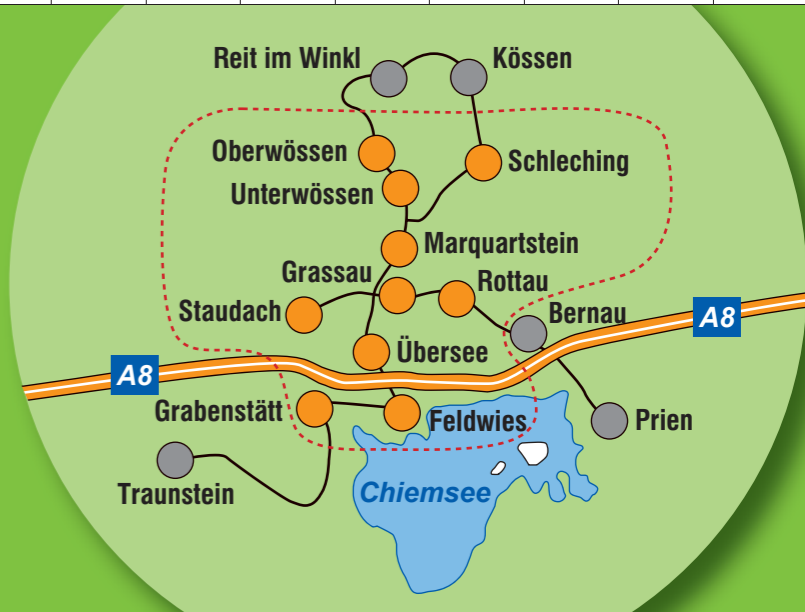 Reit im Winkl
Kössen
Oberwössen
Schleching
Unterwössen
Marquartstein
Grassau
Rottau
Staudach
Bernau
A8
Übersee
A8
Grabenstätt
Feldwies
Prien
Traunstein
Chiemsee